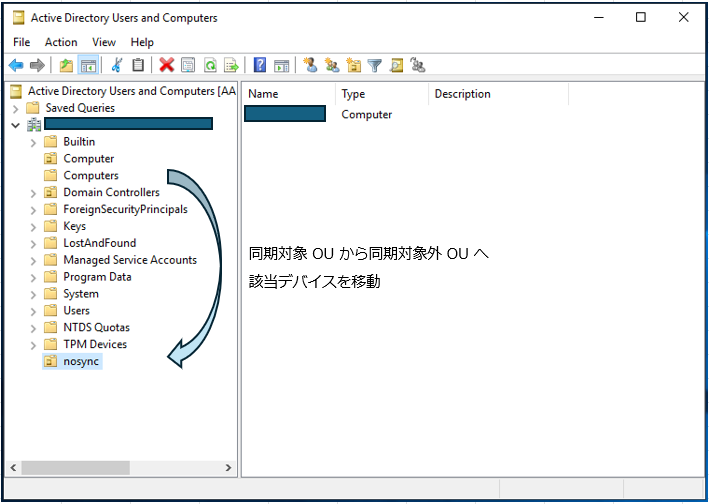 Active Directory Users and Computers
File Action View Help
Active Directory Users and Computers [AA
Saved Queries
Builtin
Computer
Computers
Domain Controllers
ForeignSecurityPrincipals
Keys
LostAndFound
Managed Service Accounts
Program Data
System
Users
NTDS Quotas
TPM Devices
nosync
Name Type Description
Computer
同期対象 OU から同期対象外 OU へ
該当デバイスを移動